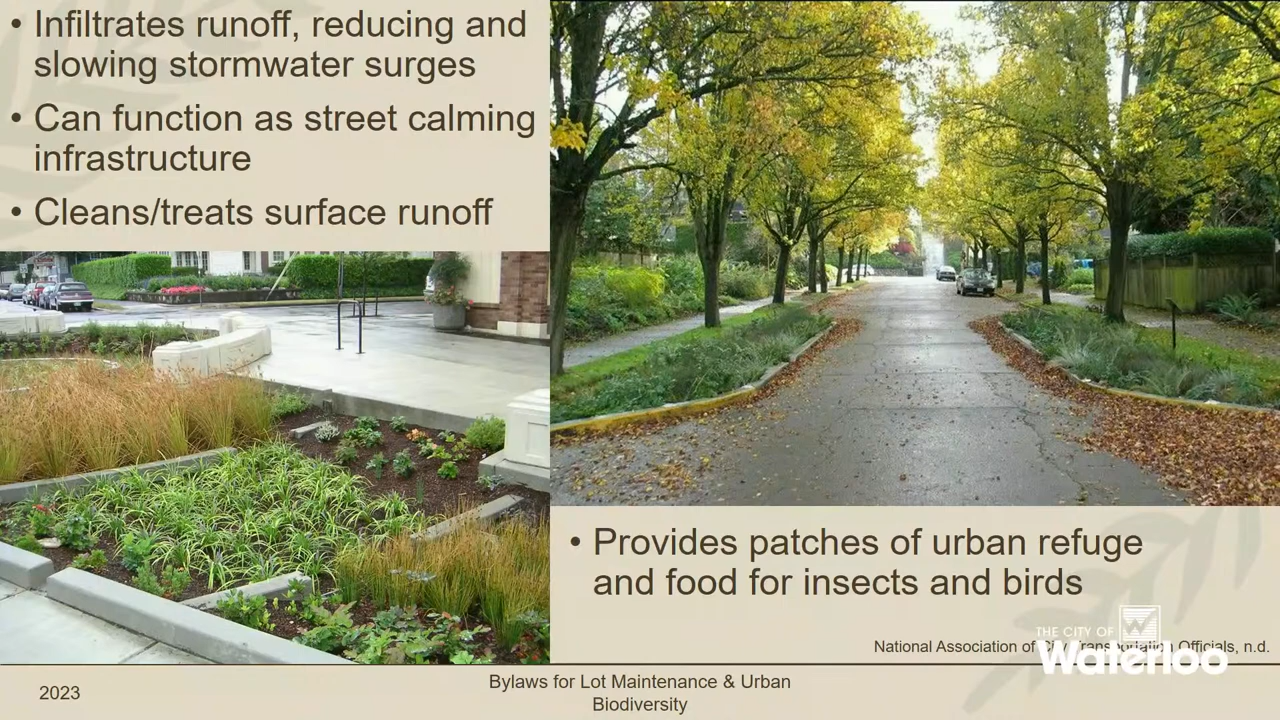 • Infiltrates runoff, reducing and
slowing stormwater surges
• Can function as street calming
infrastructure
• Cleans/treats surface runoff
• Provides patches of urban refuge
and food for insects and birds
National Association of City Transportation Officials, n.d.
THE CITY OF
Waterloo
2023
Bylaws for Lot Maintenance & Urban
Biodiversity